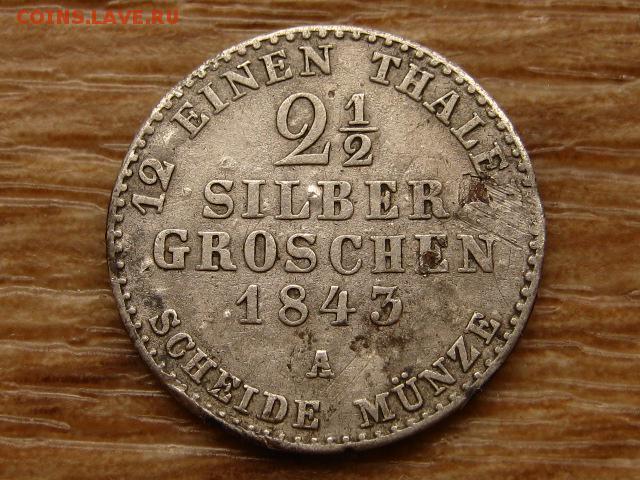 COINS.LAVE.RU
12 EINEN THALER
2 1/2
SILBER
GROSCHEN
1843
A
SCHEIDE MÜNZE